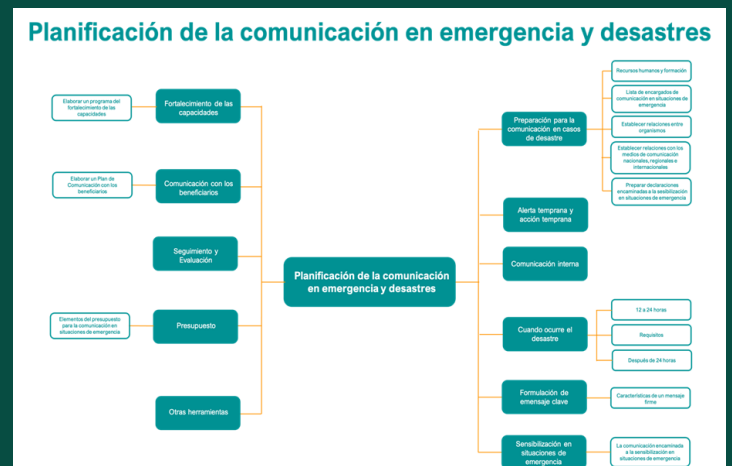 Planificación de la comunicación en emergencia y desastres
Elaborar un programa del
fortalecimiento de las
capacidades
Fortalecimiento de las
capacidades
Elaborar un Plan de
Comunicación con los
beneficiarios
Comunicación con los
beneficiarios
Seguimiento y
Evaluación
Elementos del presupuesto
para la comunicación en
situaciones de emergencia
Presupuesto
Otras herramientas
Planificación de la comunicación
en emergencia y desastres
Preparación para la
comunicación en casos
de desastre
Recursos humanos y formación
Lista de encargados de
comunicación en situaciones de
emergencia
Establecer relaciones entre
organismos
Establecer relaciones con los
medios de comunicación
nacionales, regionales e
internacionales
Preparar declaraciones
encaminadas a la sesibilización
en situaciones de emergencia
Alerta temprana y
acción temprana
Comunicación interna
Cuando ocurre el
desastre
12 a 24 horas
Requisitos
Después de 24 horas
Formulación de
emensaje clave
Características de un mensaje
firme
Sensibilización en
situaciones de
emergencia
La comunicación encaminada
a la sensibilización en
situaciones de emergencia